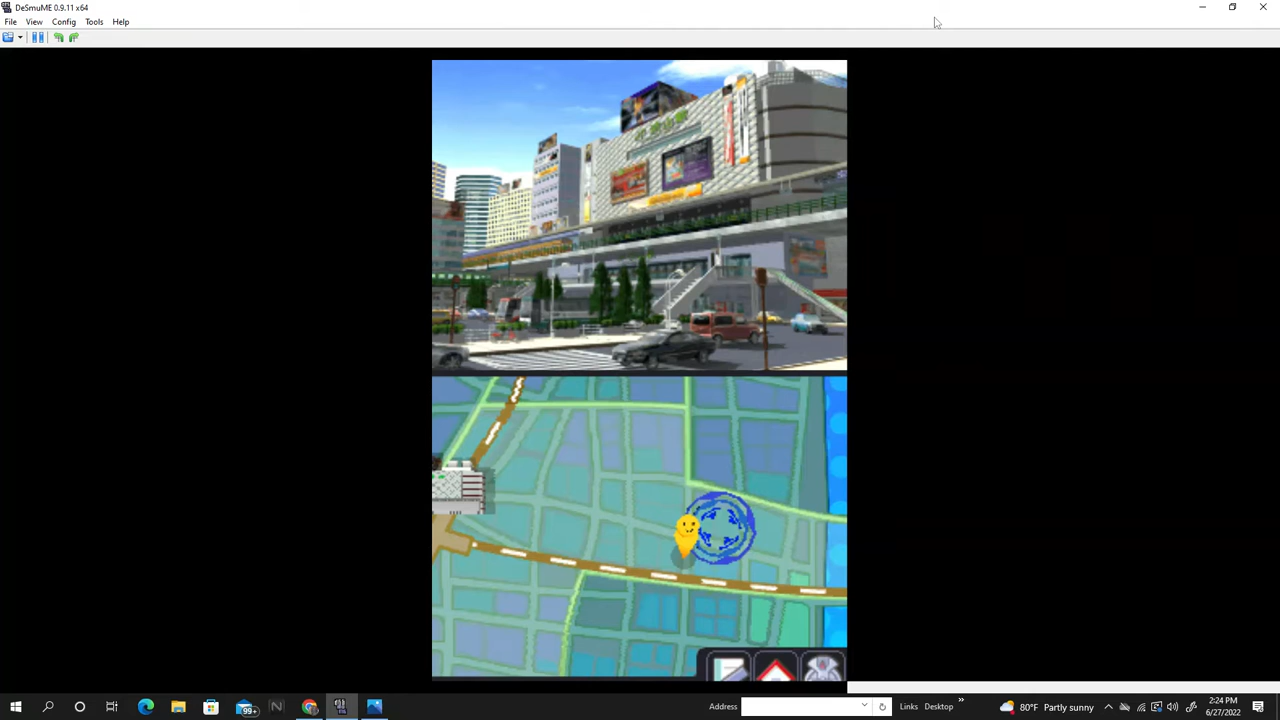 DeSmuME 0.9.11 x64
File View Config Tools Help
99+
Address
Links Desktop
80°F Partly sunny
2:24 PM
6/27/2022